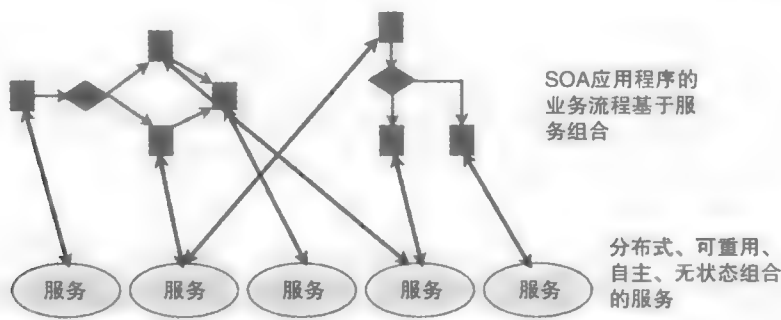 SOA应用程序的
业务流程基于服
务组合
分布式、可重用、
自主、无状态组合
的服务
服务
服务
服务
服务
服务